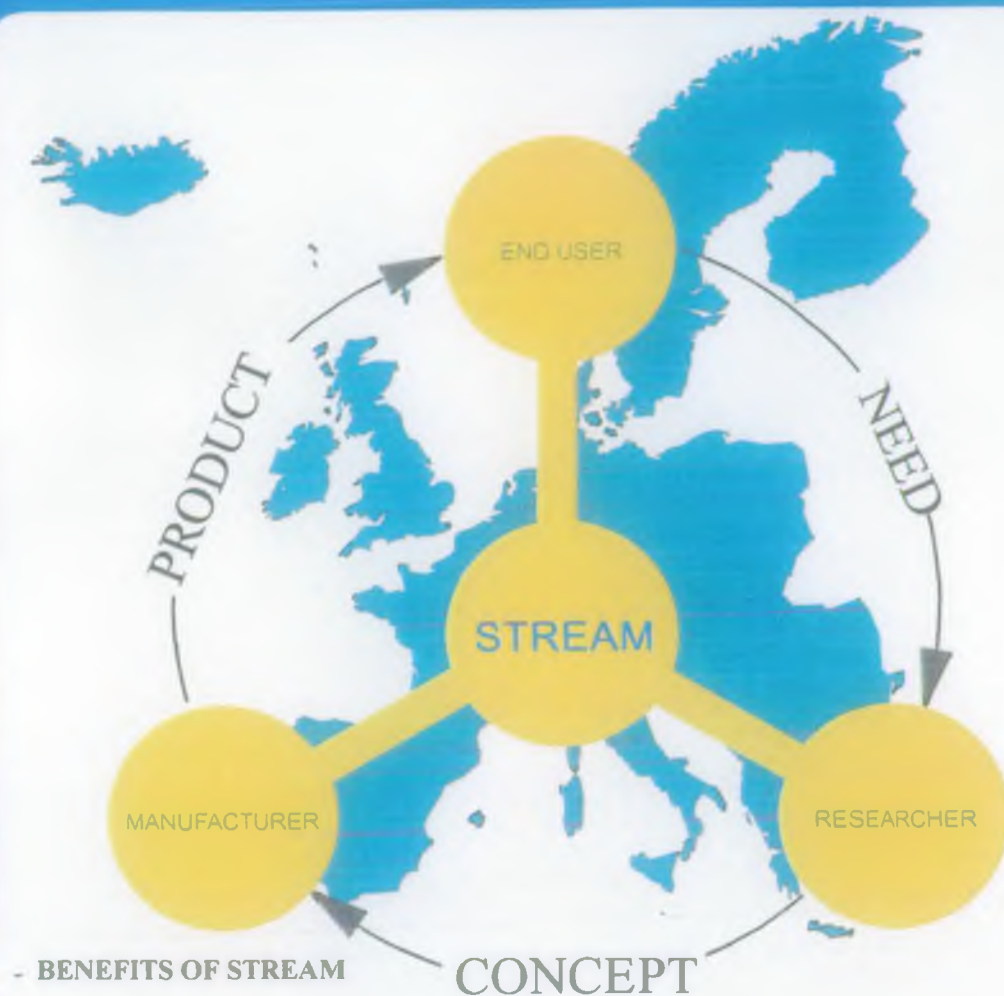 END USER
PRODUCT
NEED
STREAM
MANUFACTURER
RESEARCHER
- BENEFITS OF STREAM
CONCEPT